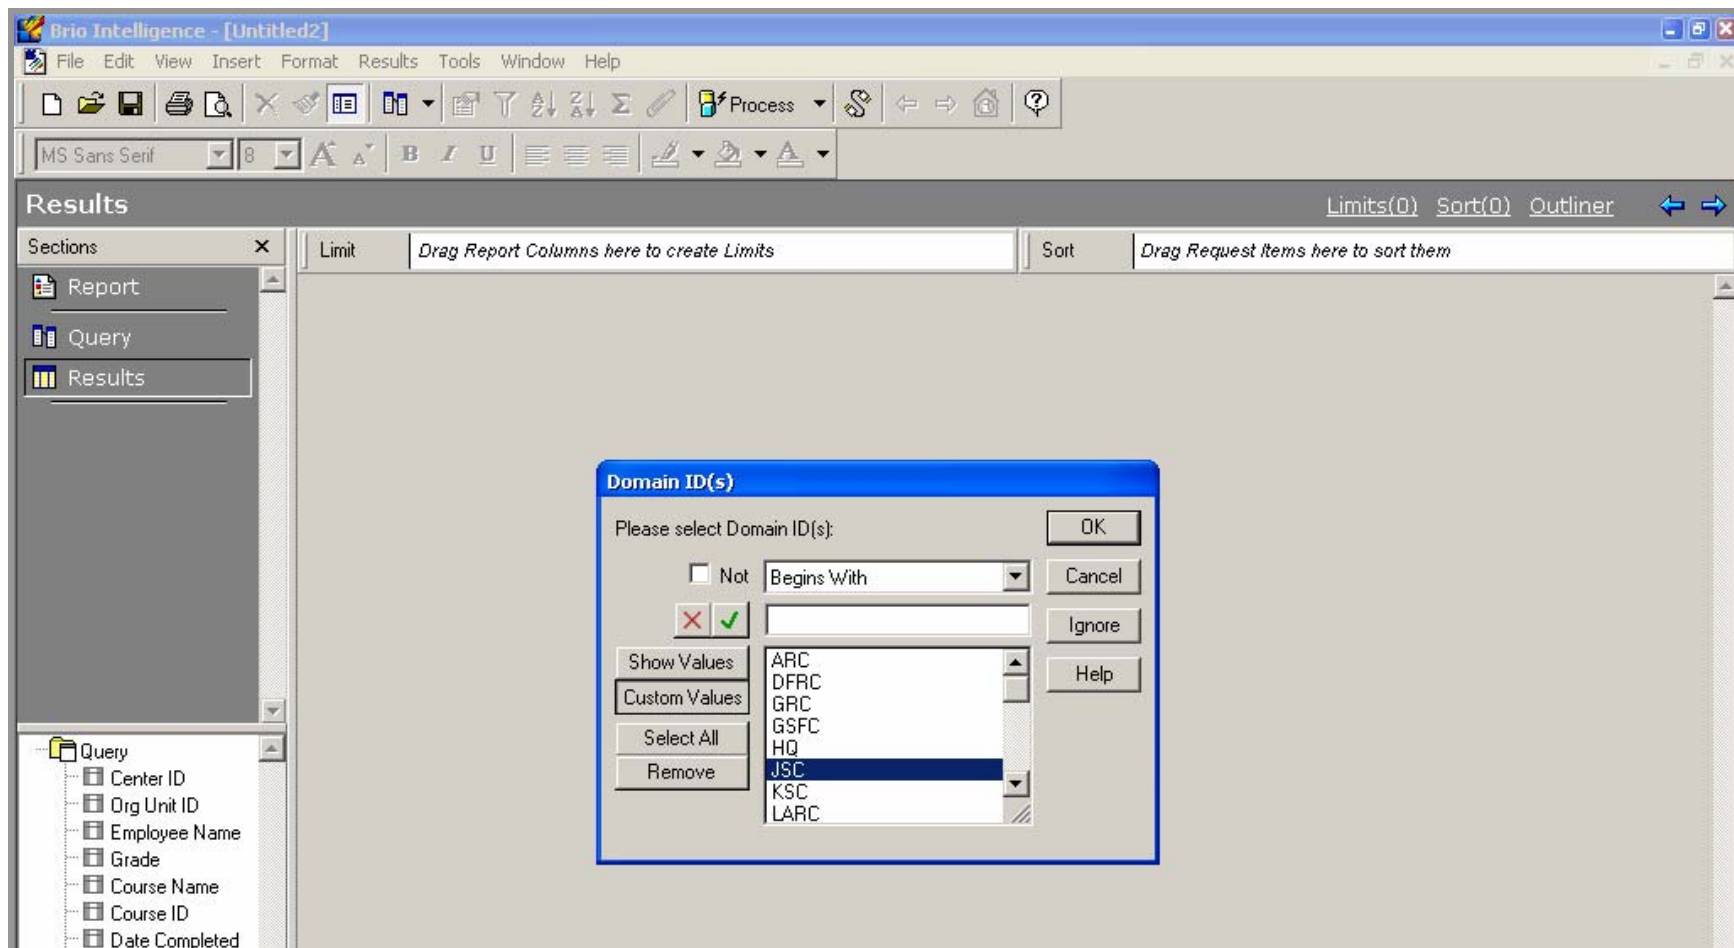 Brio Intelligence - [Untitled2]
File Edit View Insert Format Results Tools Window Help
Process
MS Sans Serif 8 B I U
Results Limits(0) Sort(0) Outliner
Sections Limit Drag Report Columns here to create Limits Sort Drag Request Items here to sort them
Report
Query
Results
Domain ID(s)
Please select Domain ID(s):
OK
Not Begins With Cancel
Ignore
Show Values
Custom Values
Select All
Remove
ARC
DFRC
GRC
GSFC
HQ
JSC
KSC
LARC
Help
Query
Center ID
Org Unit ID
Employee Name
Grade
Course Name
Course ID
Date Completed